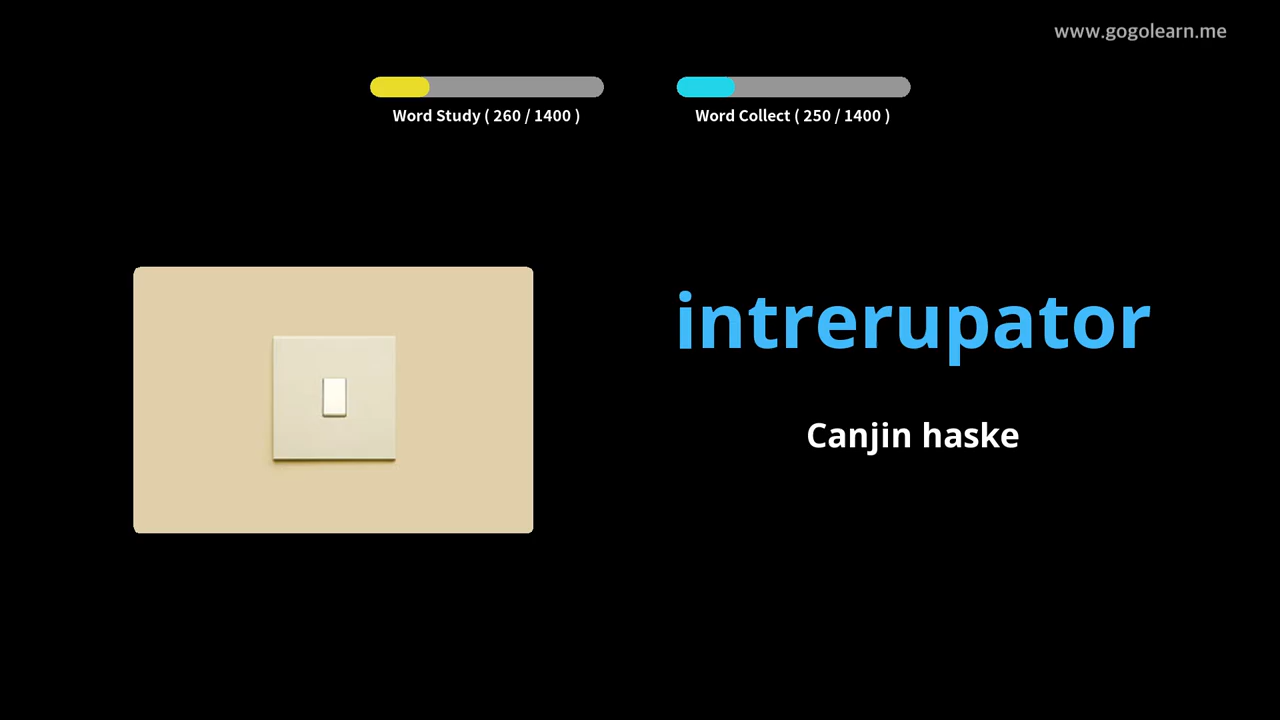 www.gogolearn.me
Word Study ( 260 / 1400 )
Word Collect ( 250 / 1400 )
intrerupator
Canjin haske